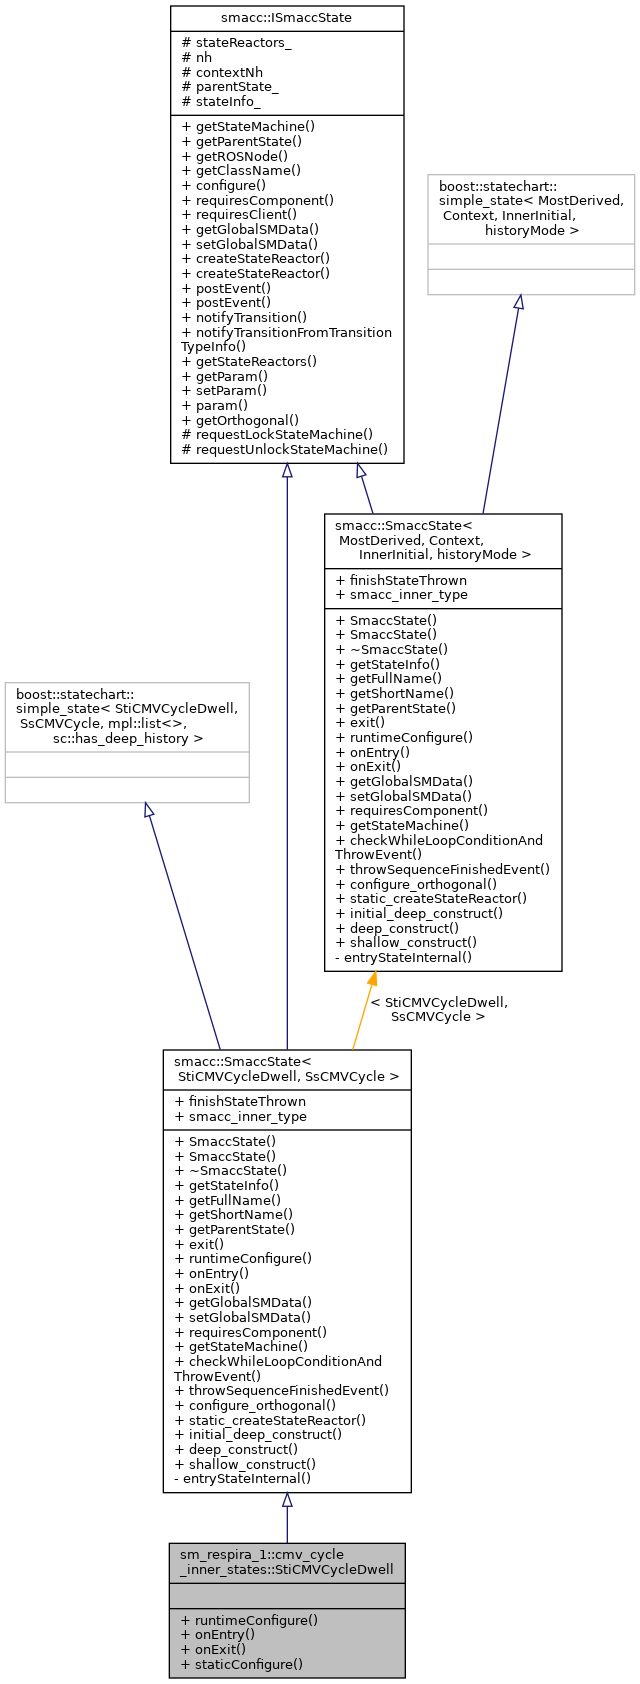 smacc::ISmaccState
# stateReactors_
# nh
# contextNh
# parentState_
# stateInfo_
+ getStateMachine()
+ getParentState()
+ getROSNode()
+ getClassName()
+ configure()
+ requiresComponent()
+ requiresClient()
+ getGlobalSMData()
+ setGlobalSMData()
+ createStateReactor()
+ createStateReactor()
+ postEvent()
+ postEvent()
+ notifyTransition()
+ notifyTransitionFromTransition
TypeInfo()
+ getStateReactors()
+ getParam()
+ setParam()
+ param()
+ getOrthogonal()
# requestLockStateMachine()
# requestUnlockStateMachine()
boost::statechart::
simple_state< MostDerived,
Context, InnerInitial,
historyMode >
smacc::SmaccState<
MostDerived, Context,
InnerInitial, historyMode >
+ finishStateThrown
+ smacc_inner_type
+ SmaccState()
+ SmaccState()
+ ~SmaccState()
+ getStateInfo()
+ getFullName()
+ getShortName()
+ getParentState()
+ exit()
+ runtimeConfigure()
+ onEntry()
+ onExit()
+ getGlobalSMData()
+ setGlobalSMData()
+ requiresComponent()
+ getStateMachine()
+ checkWhileLoopConditionAnd
ThrowEvent()
+ throwSequenceFinishedEvent()
+ configure_orthogonal()
+ static_createStateReactor()
+ initial_deep_construct()
+ deep_construct()
+ shallow_construct()
- entryStateInternal()
boost::statechart::
simple_state< StiCMVCycleDwell,
SsCMVCycle, mpl::list<>,
sc::has_deep_history >
< StiCMVCycleDwell,
SsCMVCycle >
smacc::SmaccState<
StiCMVCycleDwell, SsCMVCycle >
+ finishStateThrown
+ smacc_inner_type
+ SmaccState()
+ SmaccState()
+ ~SmaccState()
+ getStateInfo()
+ getFullName()
+ getShortName()
+ getParentState()
+ exit()
+ runtimeConfigure()
+ onEntry()
+ onExit()
+ getGlobalSMData()
+ setGlobalSMData()
+ requiresComponent()
+ getStateMachine()
+ checkWhileLoopConditionAnd
ThrowEvent()
+ throwSequenceFinishedEvent()
+ configure_orthogonal()
+ static_createStateReactor()
+ initial_deep_construct()
+ deep_construct()
+ shallow_construct()
- entryStateInternal()
sm_respira_1::cmv_cycle
_inner_states::StiCMVCycleDwell
+ runtimeConfigure()
+ onEntry()
+ onExit()
+ staticConfigure()